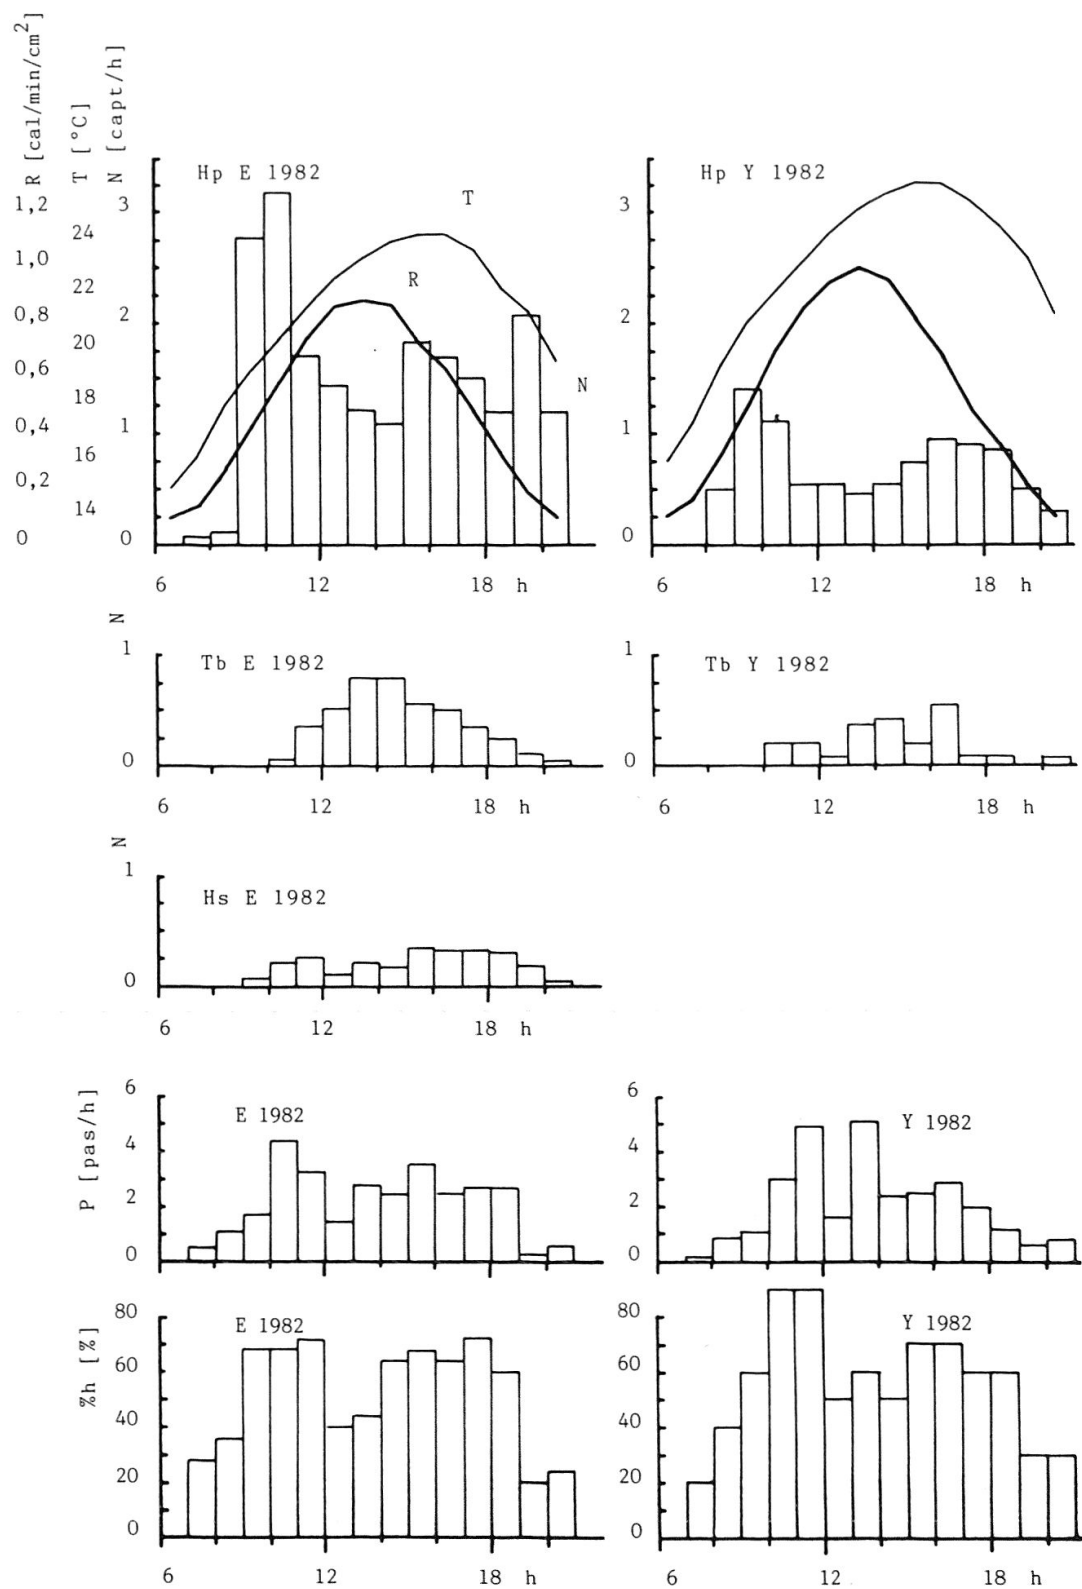 R [cal/min/cm²]
T [°C]
N [capt/h]
Hp E 1982
Hp Y 1982
1,2 24 3
1,0 22
0,8 20 2
0,6 18
0,4 16 1
0,2 14
0 0
T
R
N
3
2
1
0
6 12 18 h
6 12 18 h
N
1
0
Tb E 1982
1
0
Tb Y 1982
6 12 18 h
6 12 18 h
N
1
0
Hs E 1982
6 12 18 h
P [pas/h]
6
4
2
0
E 1982
6
4
2
0
Y 1982
%h [%]
80
60
40
20
0
E 1982
80
60
40
20
0
Y 1982
6 12 18 h
6 12 18 h